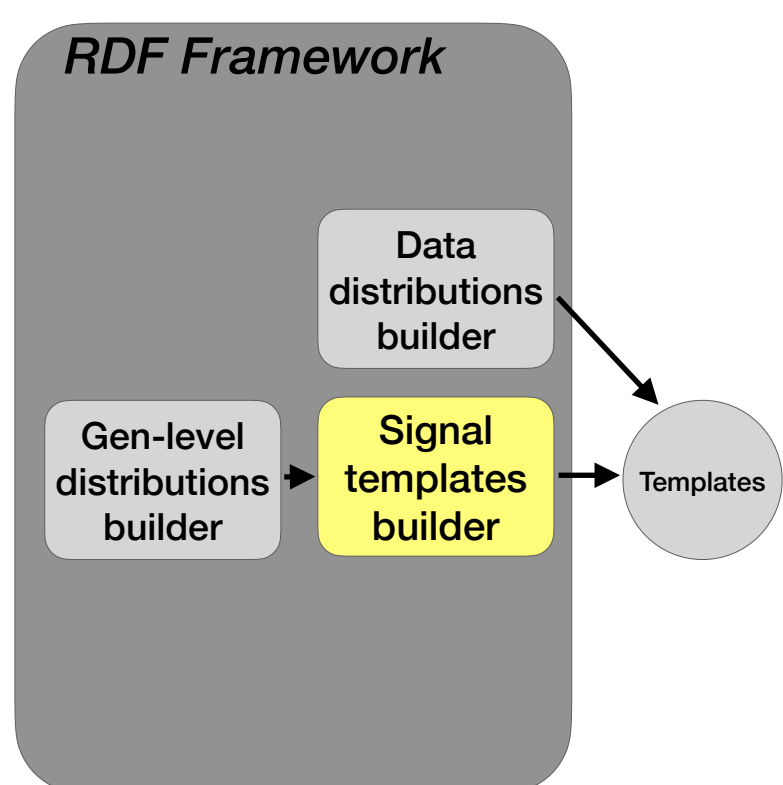 RDF Framework
Data
distributions
builder
Gen-level
distributions
builder
Signal
templates
builder
Templates